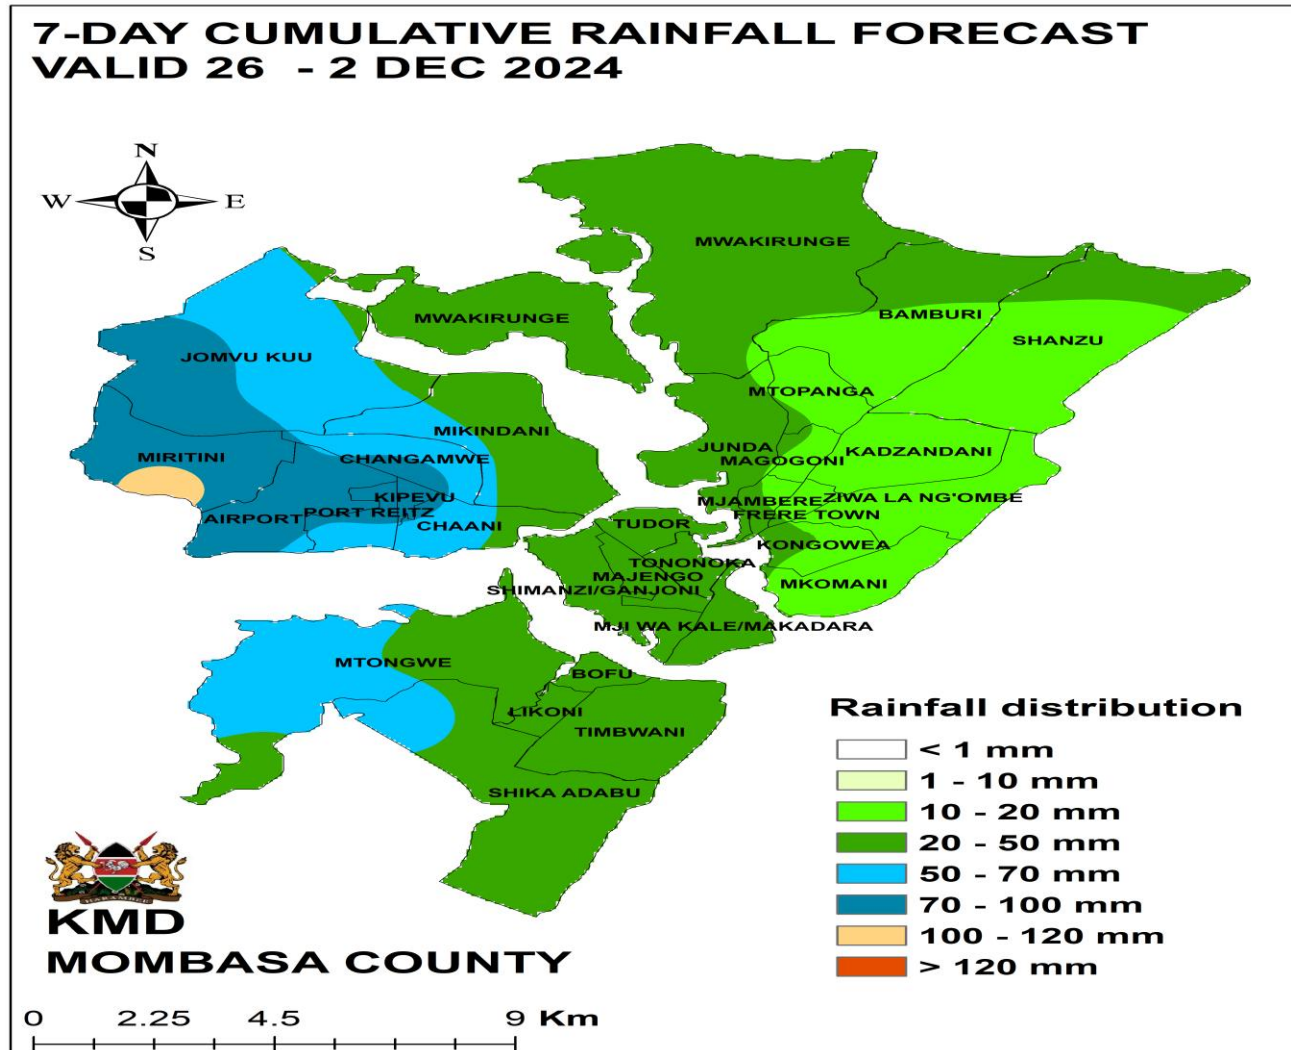 7-DAY CUMULATIVE RAINFALL FORECAST
VALID 26 - 2 DEC 2024
N
W
E
S
MWAKIRUNGE
MWAKIRUNGE
BAMBURI
SHANZU
JOMVU KUU
MTOPANGA
MIKINDANI
JUNDA
MAGOGONI
KADZANDANI
MIRITINI
CHANGAMWE
KIPEVU
MJAMBERE
ZIWA LA NG'OMBE
AIRPORT
PORT REITZ
CHAANI
FRERE TOWN
TUDOR
KONGOWEA
TONONOKA
MAJENGO
SHIMANZI/GANJONI
MKOMANI
MJI WA KALE/MAKADARA
MTONGWE
BOFU
LIKONI
TIMBWANI
SHIKA ADABU
Rainfall distribution
< 1 mm
1 - 10 mm
10 - 20 mm
20 - 50 mm
50 - 70 mm
70 - 100 mm
100 - 120 mm
> 120 mm
HARAMBEE
KMD
MOMBASA COUNTY
0 2.25 4.5 9 Km